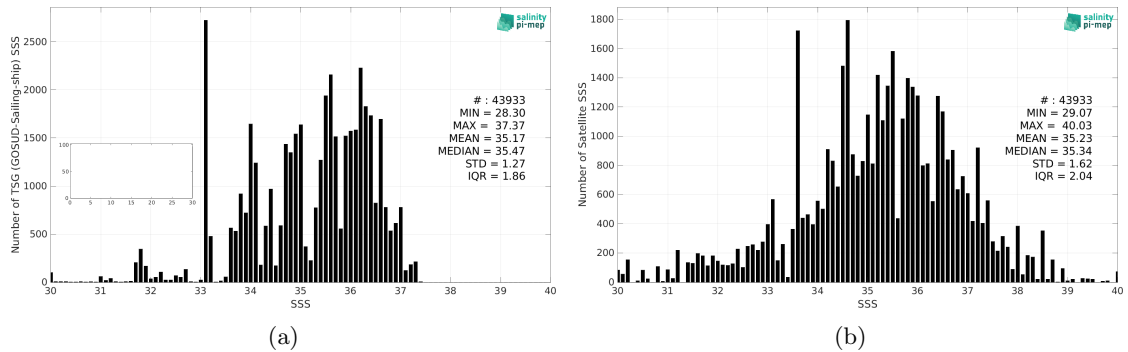 salinity
pi-mep
Number of TSG (GOSUD-Sailing-ship) SSS
2500
2000
1500
1000
500
0
# : 43933
MIN = 28.30
MAX = 37.37
MEAN = 35.17
MEDIAN = 35.47
STD = 1.27
IQR = 1.86
100
50
0
0 5 10 15 20 25 30
30 31 32 33 34 35 36 37 38 39 40
SSS
(a)
salinity
pi-mep
Number of Satellite SSS
1800
1600
1400
1200
1000
800
600
400
200
0
# : 43933
MIN = 29.07
MAX = 40.03
MEAN = 35.23
MEDIAN = 35.34
STD = 1.62
IQR = 2.04
30 31 32 33 34 35 36 37 38 39 40
SSS
(b)